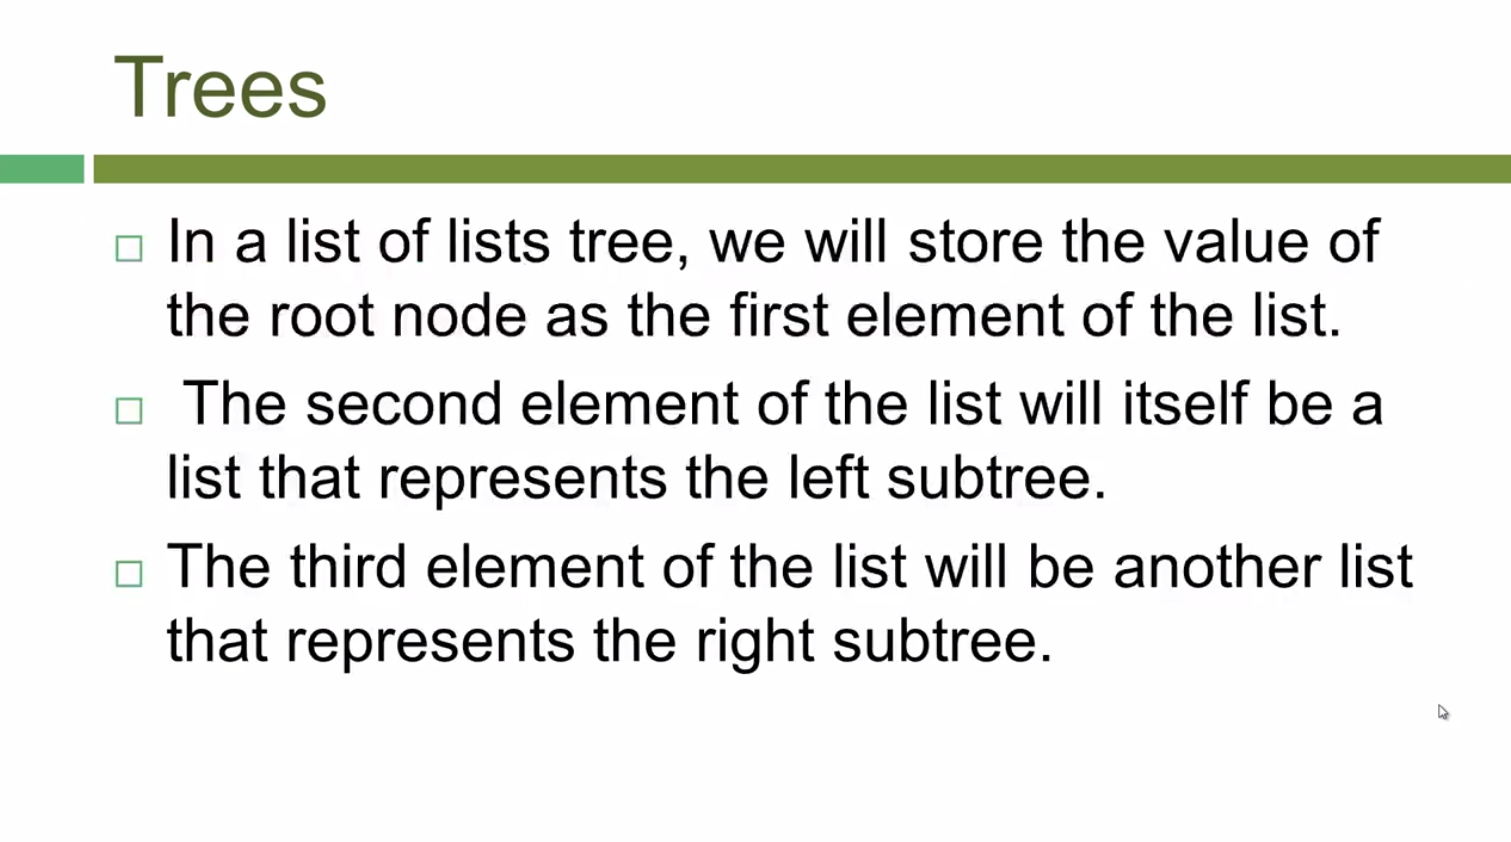 Trees
In a list of lists tree, we will store the value of
the root node as the first element of the list.
The second element of the list will itself be a
list that represents the left subtree.
The third element of the list will be another list
that represents the right subtree.